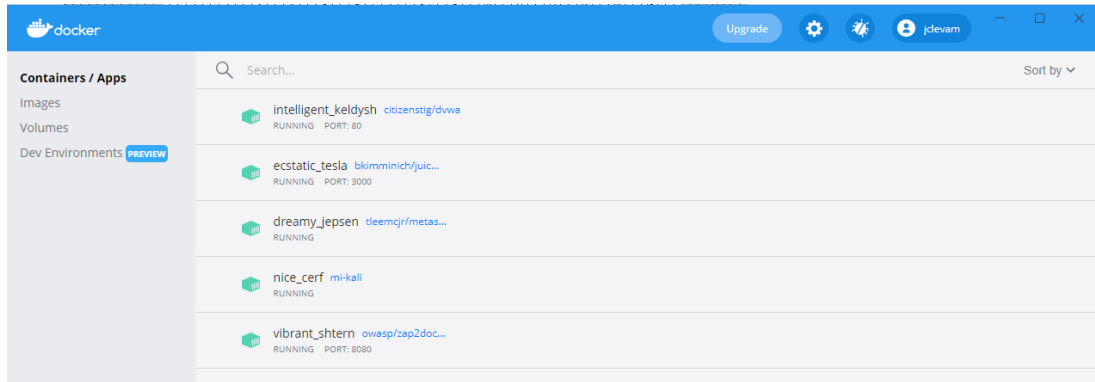 docker
Upgrade
jclevam
Containers / Apps
Images
Volumes
Dev Environments PREVIEW
Search...
Sort by
intelligent_keldysh citizenstig/dvwa
RUNNING PORT: 80
ecstatic_tesla bkimminich/juic...
RUNNING PORT: 3000
dreamy_jepsen tleemcjr/metas...
RUNNING
nice_cerf mi-kali
RUNNING
vibrant_shtern owasp/zap2doc...
RUNNING PORT: 8080